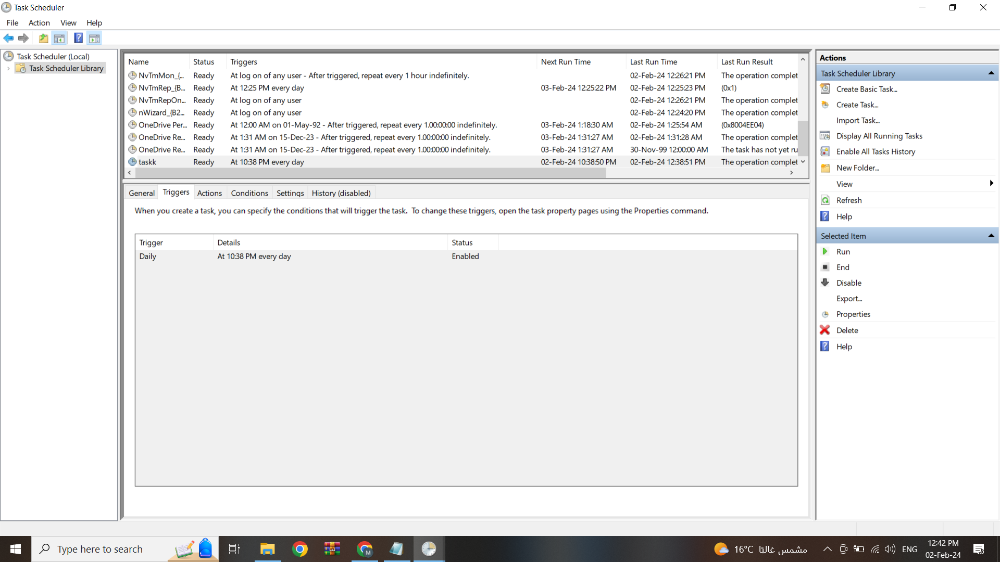 Task Scheduler
File Action View Help
Task Scheduler (Local)
Task Scheduler Library
Name Status Triggers Next Run Time Last Run Time Last Run Result
NvTmMon_{... Ready At log on of any user - After triggered, repeat every 1 hour indefinitely. 02-Feb-24 12:26:21 PM The operation complet
NvTmRep_{B... Ready At 12:25 PM every day 03-Feb-24 12:25:22 PM 02-Feb-24 12:25:23 PM (0x1)
NvTmRepOn... Ready At log on of any user 02-Feb-24 12:26:21 PM The operation complet
nWizard_{B2... Ready At log on of any user 02-Feb-24 12:24:20 PM The operation complet
OneDrive Per... Ready At 12:00 AM on 01-May-92 - After triggered, repeat every 1.00:00:00 indefinitely. 03-Feb-24 1:18:30 AM 02-Feb-24 1:25:54 AM (0x8004EE04)
OneDrive Re... Ready At 1:31 AM on 15-Dec-23 - After triggered, repeat every 1.00:00:00 indefinitely. 03-Feb-24 1:31:27 AM 02-Feb-24 1:31:28 AM The operation complet
OneDrive Re... Ready At 1:31 AM on 15-Dec-23 - After triggered, repeat every 1.00:00:00 indefinitely. 03-Feb-24 1:31:27 AM 30-Nov-99 12:00:00 AM The task has not yet ru
taskk Ready At 10:38 PM every day 02-Feb-24 10:38:50 PM 02-Feb-24 12:38:51 PM The operation complet
General Triggers Actions Conditions Settings History (disabled)
When you create a task, you can specify the conditions that will trigger the task. To change these triggers, open the task property pages using the Properties command.
Trigger Details Status
Daily At 10:38 PM every day Enabled
Actions
Task Scheduler Library
Create Basic Task...
Create Task...
Import Task...
Display All Running Tasks
Enable All Tasks History
New Folder...
View
Refresh
Help
Selected Item
Run
End
Disable
Export...
Properties
Delete
Help
Type here to search
16°C مشمس غالبًا
ENG
12:42 PM
02-Feb-24